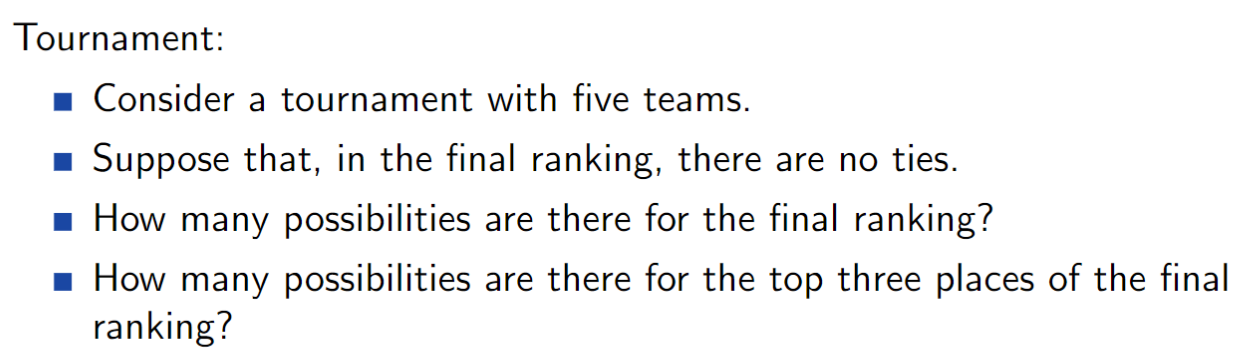 Tournament:
■ Consider a tournament with five teams.
■ Suppose that, in the final ranking, there are no ties.
■ How many possibilities are there for the final ranking?
■ How many possibilities are there for the top three places of the final
ranking?